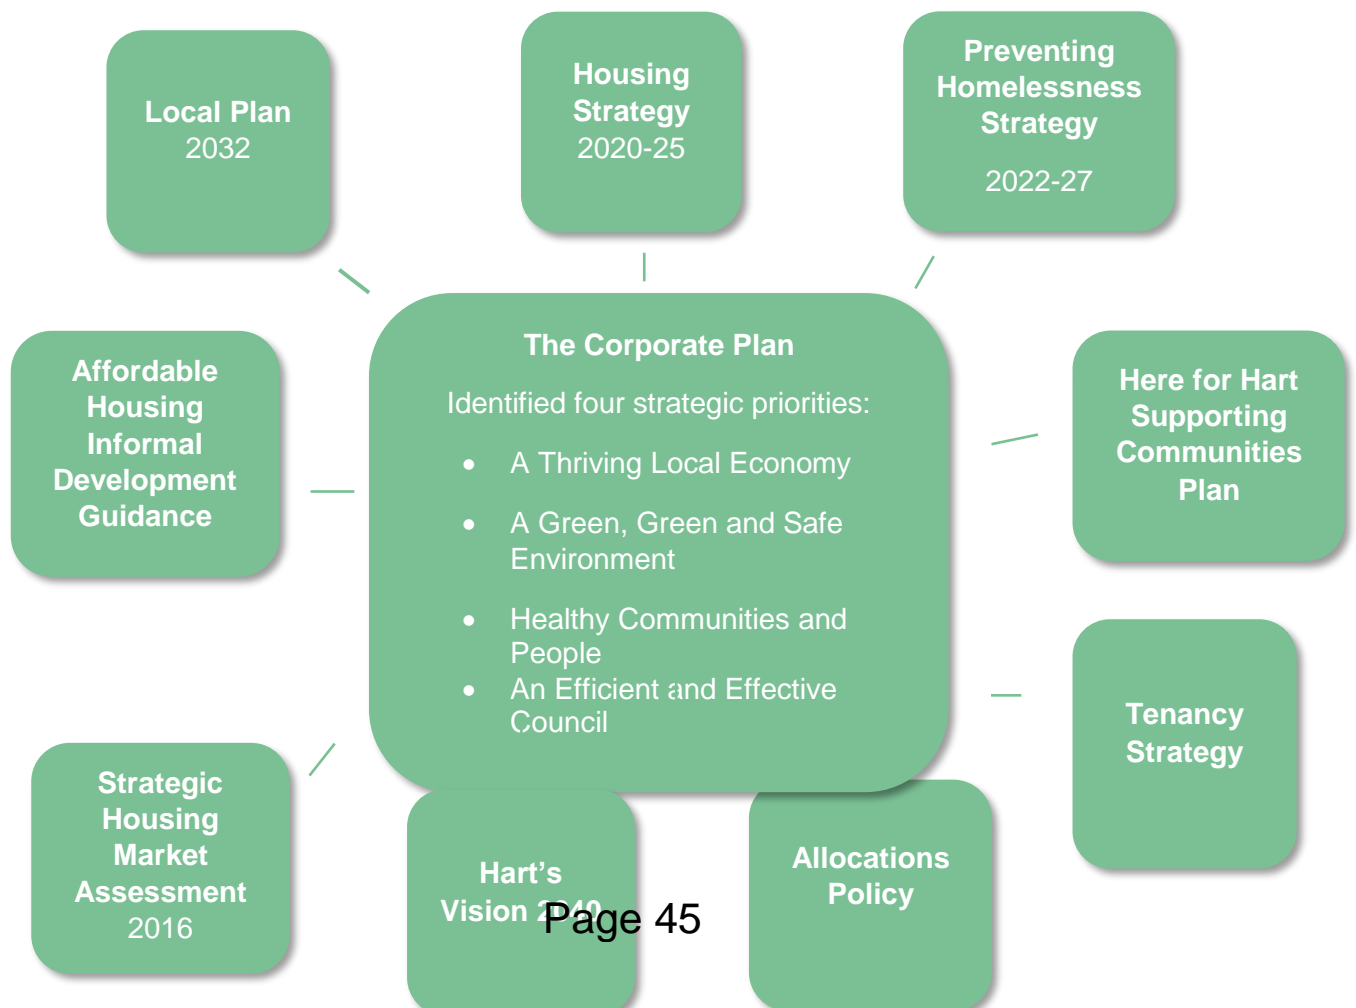 Local Plan
2032
Housing
Strategy
2020-25
Preventing
Homelessness
Strategy
2022-27
Affordable
Housing
Informal
Development
Guidance
The Corporate Plan
Identified four strategic priorities:
• A Thriving Local Economy
• A Green, Green and Safe
Environment
• Healthy Communities and
People
• An Efficient and Effective
Council
Here for Hart
Supporting
Communities
Plan
Tenancy
Strategy
Strategic
Housing
Market
Assessment
2016
Hart’s
Vision 2040
Allocations
Policy
Page 45